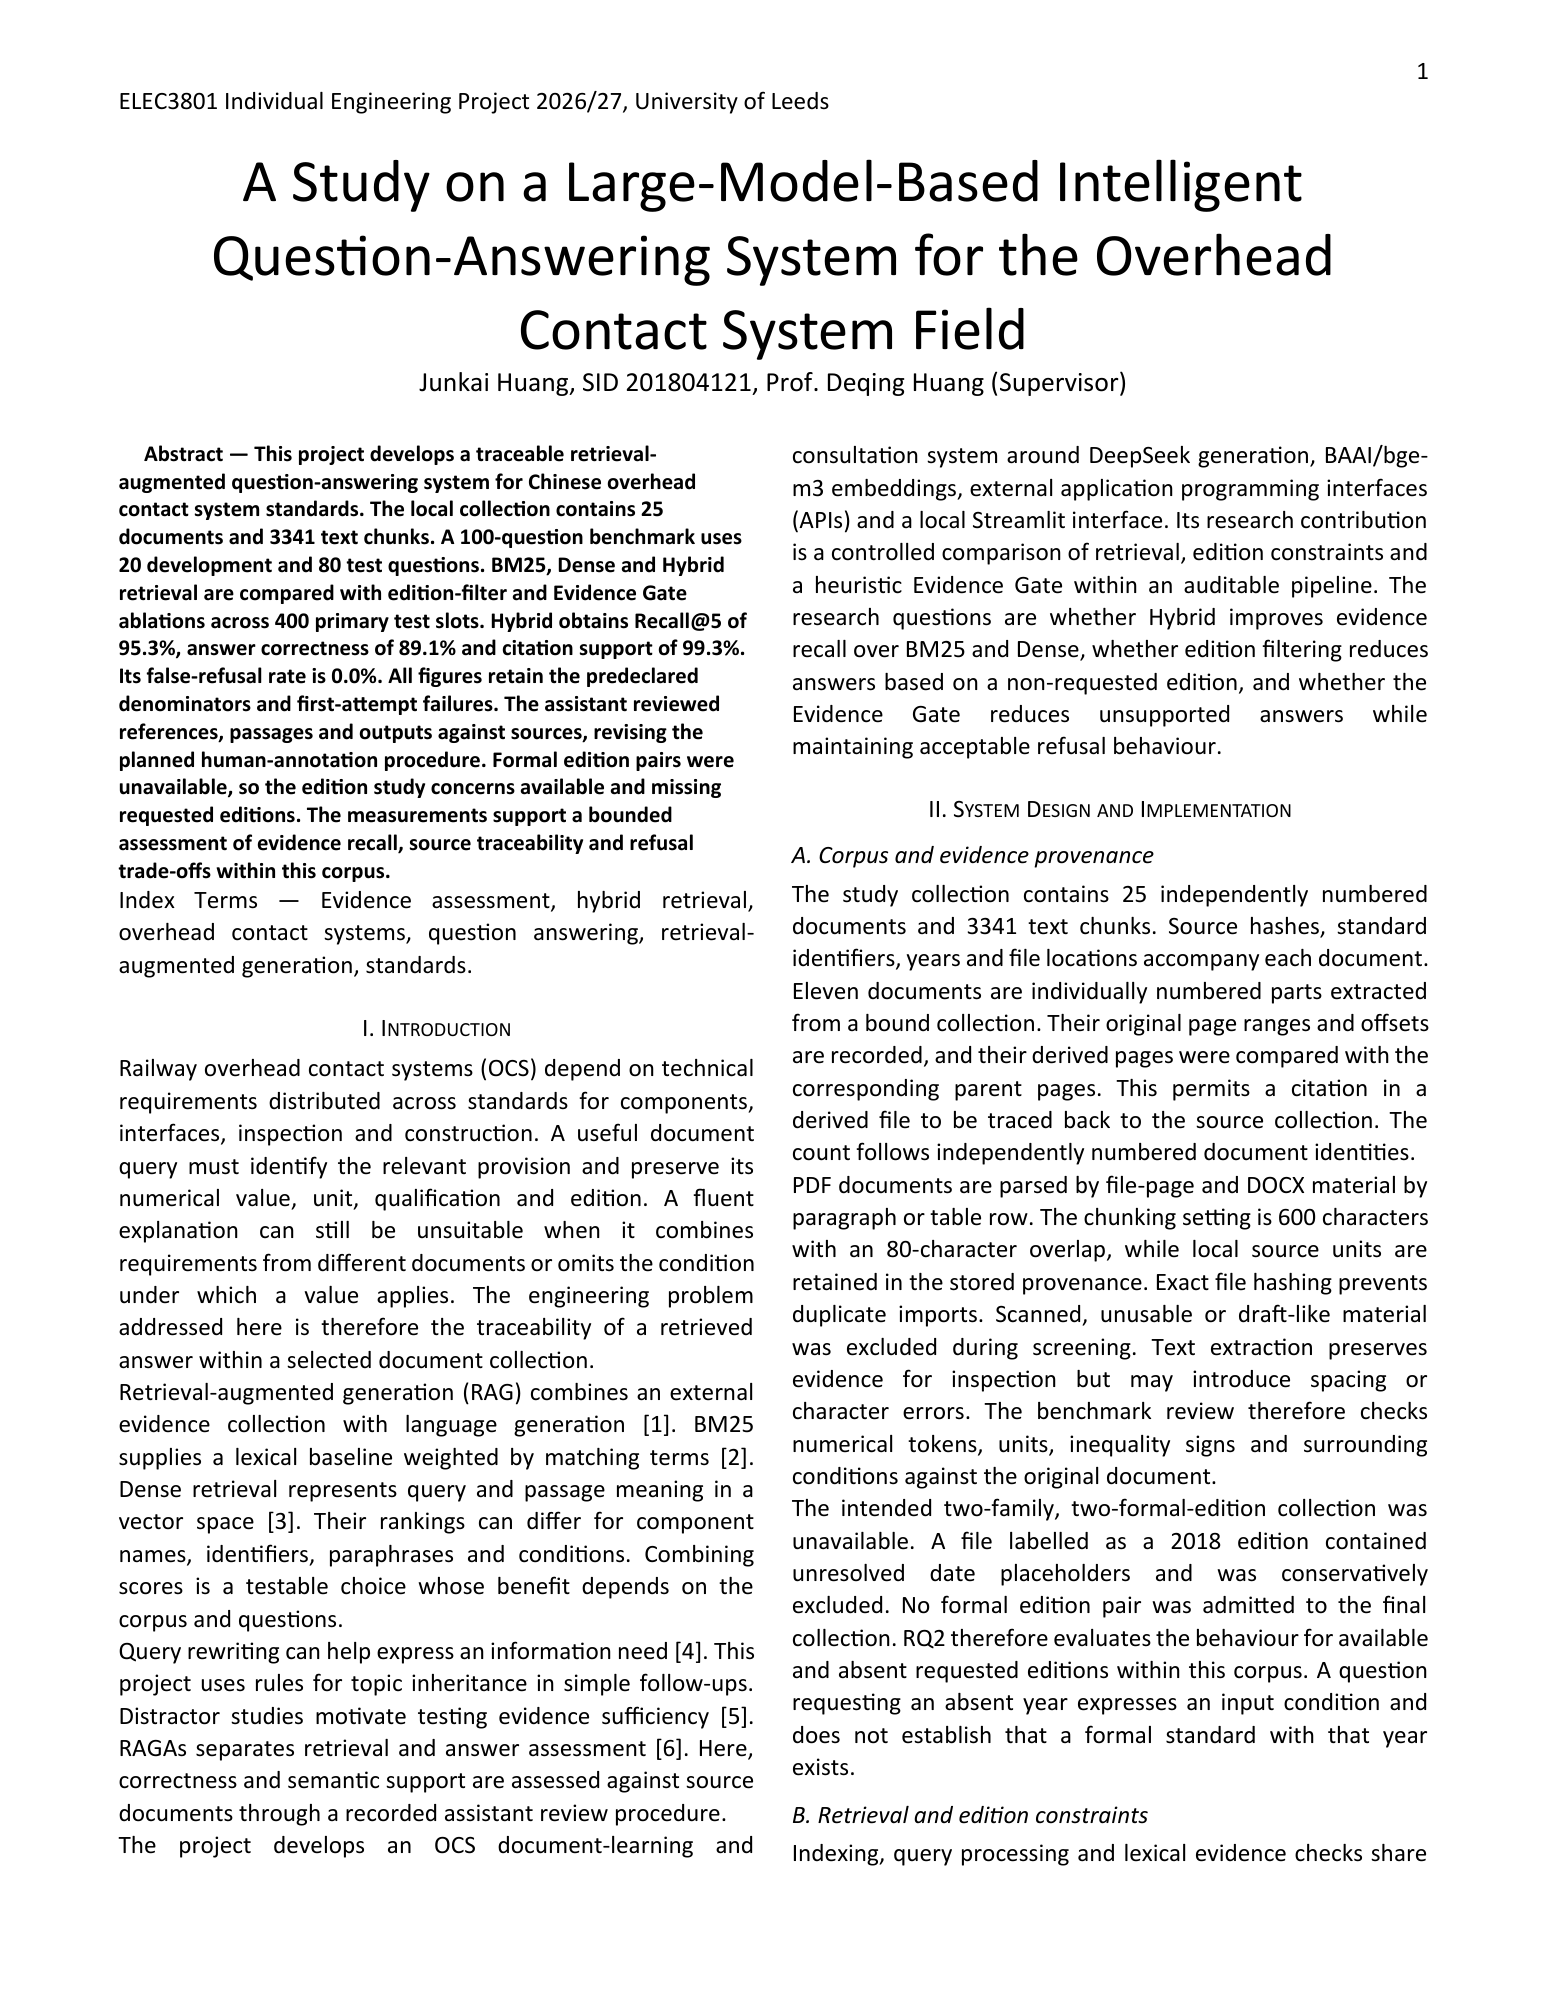 1
ELEC3801 Individual Engineering Project 2026/27, University of Leeds
A Study on a Large-Model-Based Intelligent
Question-Answering System for the Overhead
Contact System Field
Junkai Huang, SID 201804121, Prof. Deqing Huang (Supervisor)
Abstract — This project develops a traceable retrieval-
augmented question-answering system for Chinese overhead
contact system standards. The local collection contains 25
documents and 3341 text chunks. A 100-question benchmark uses
20 development and 80 test questions. BM25, Dense and Hybrid
retrieval are compared with edition-filter and Evidence Gate
ablations across 400 primary test slots. Hybrid obtains Recall@5 of
95.3%, answer correctness of 89.1% and citation support of 99.3%.
Its false-refusal rate is 0.0%. All figures retain the predeclared
denominators and first-attempt failures. The assistant reviewed
references, passages and outputs against sources, revising the
planned human-annotation procedure. Formal edition pairs were
unavailable, so the edition study concerns available and missing
requested editions. The measurements support a bounded
assessment of evidence recall, source traceability and refusal
trade-offs within this corpus.
Index Terms — Evidence assessment, hybrid retrieval,
overhead contact systems, question answering, retrieval-
augmented generation, standards.
I. INTRODUCTION
Railway overhead contact systems (OCS) depend on technical
requirements distributed across standards for components,
interfaces, inspection and construction. A useful document
query must identify the relevant provision and preserve its
numerical value, unit, qualification and edition. A fluent
explanation can still be unsuitable when it combines
requirements from different documents or omits the condition
under which a value applies. The engineering problem
addressed here is therefore the traceability of a retrieved
answer within a selected document collection.
Retrieval-augmented generation (RAG) combines an external
evidence collection with language generation [1]. BM25
supplies a lexical baseline weighted by matching terms [2].
Dense retrieval represents query and passage meaning in a
vector space [3]. Their rankings can differ for component
names, identifiers, paraphrases and conditions. Combining
scores is a testable choice whose benefit depends on the
corpus and questions.
Query rewriting can help express an information need [4]. This
project uses rules for topic inheritance in simple follow-ups.
Distractor studies motivate testing evidence sufficiency [5].
RAGAs separates retrieval and answer assessment [6]. Here,
correctness and semantic support are assessed against source
documents through a recorded assistant review procedure.
The project develops an OCS document-learning and
consultation system around DeepSeek generation, BAAI/bge-
m3 embeddings, external application programming interfaces
(APIs) and a local Streamlit interface. Its research contribution
is a controlled comparison of retrieval, edition constraints and
a heuristic Evidence Gate within an auditable pipeline. The
research questions are whether Hybrid improves evidence
recall over BM25 and Dense, whether edition filtering reduces
answers based on a non-requested edition, and whether the
Evidence Gate reduces unsupported answers while
maintaining acceptable refusal behaviour.
II. SYSTEM DESIGN AND IMPLEMENTATION
A. Corpus and evidence provenance
The study collection contains 25 independently numbered
documents and 3341 text chunks. Source hashes, standard
identifiers, years and file locations accompany each document.
Eleven documents are individually numbered parts extracted
from a bound collection. Their original page ranges and offsets
are recorded, and their derived pages were compared with the
corresponding parent pages. This permits a citation in a
derived file to be traced back to the source collection. The
count follows independently numbered document identities.
PDF documents are parsed by file-page and DOCX material by
paragraph or table row. The chunking setting is 600 characters
with an 80-character overlap, while local source units are
retained in the stored provenance. Exact file hashing prevents
duplicate imports. Scanned, unusable or draft-like material
was excluded during screening. Text extraction preserves
evidence for inspection but may introduce spacing or
character errors. The benchmark review therefore checks
numerical tokens, units, inequality signs and surrounding
conditions against the original document.
The intended two-family, two-formal-edition collection was
unavailable. A file labelled as a 2018 edition contained
unresolved date placeholders and was conservatively
excluded. No formal edition pair was admitted to the final
collection. RQ2 therefore evaluates the behaviour for available
and absent requested editions within this corpus. A question
requesting an absent year expresses an input condition and
does not establish that a formal standard with that year
exists.
B. Retrieval and edition constraints
Indexing, query processing and lexical evidence checks share